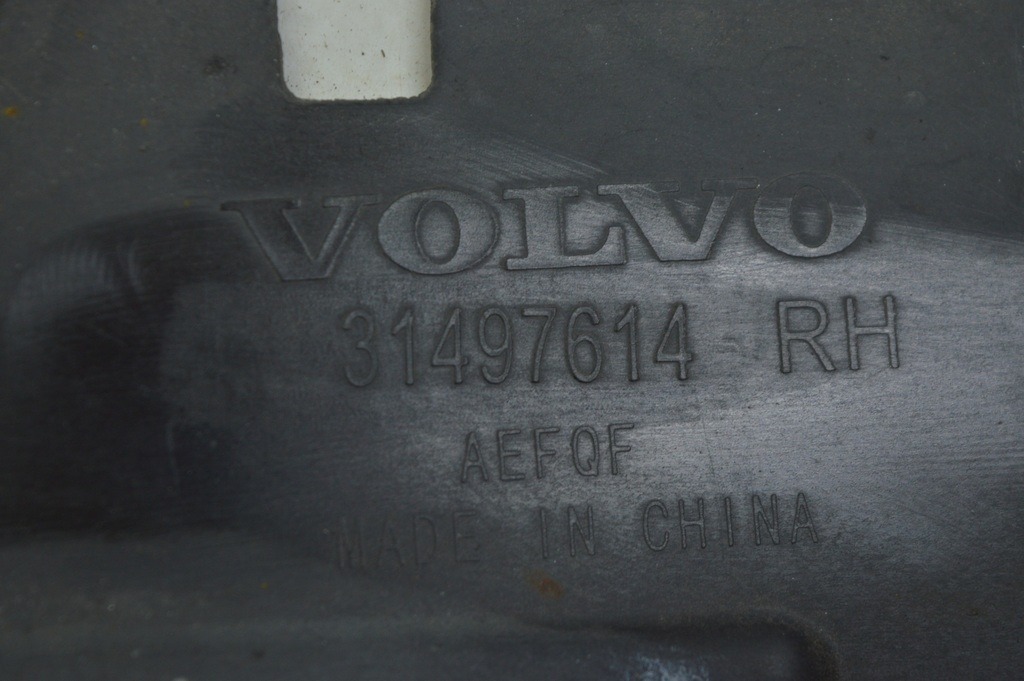 VOLVO
31497614 RH
AEFQF
MADE IN CHINA